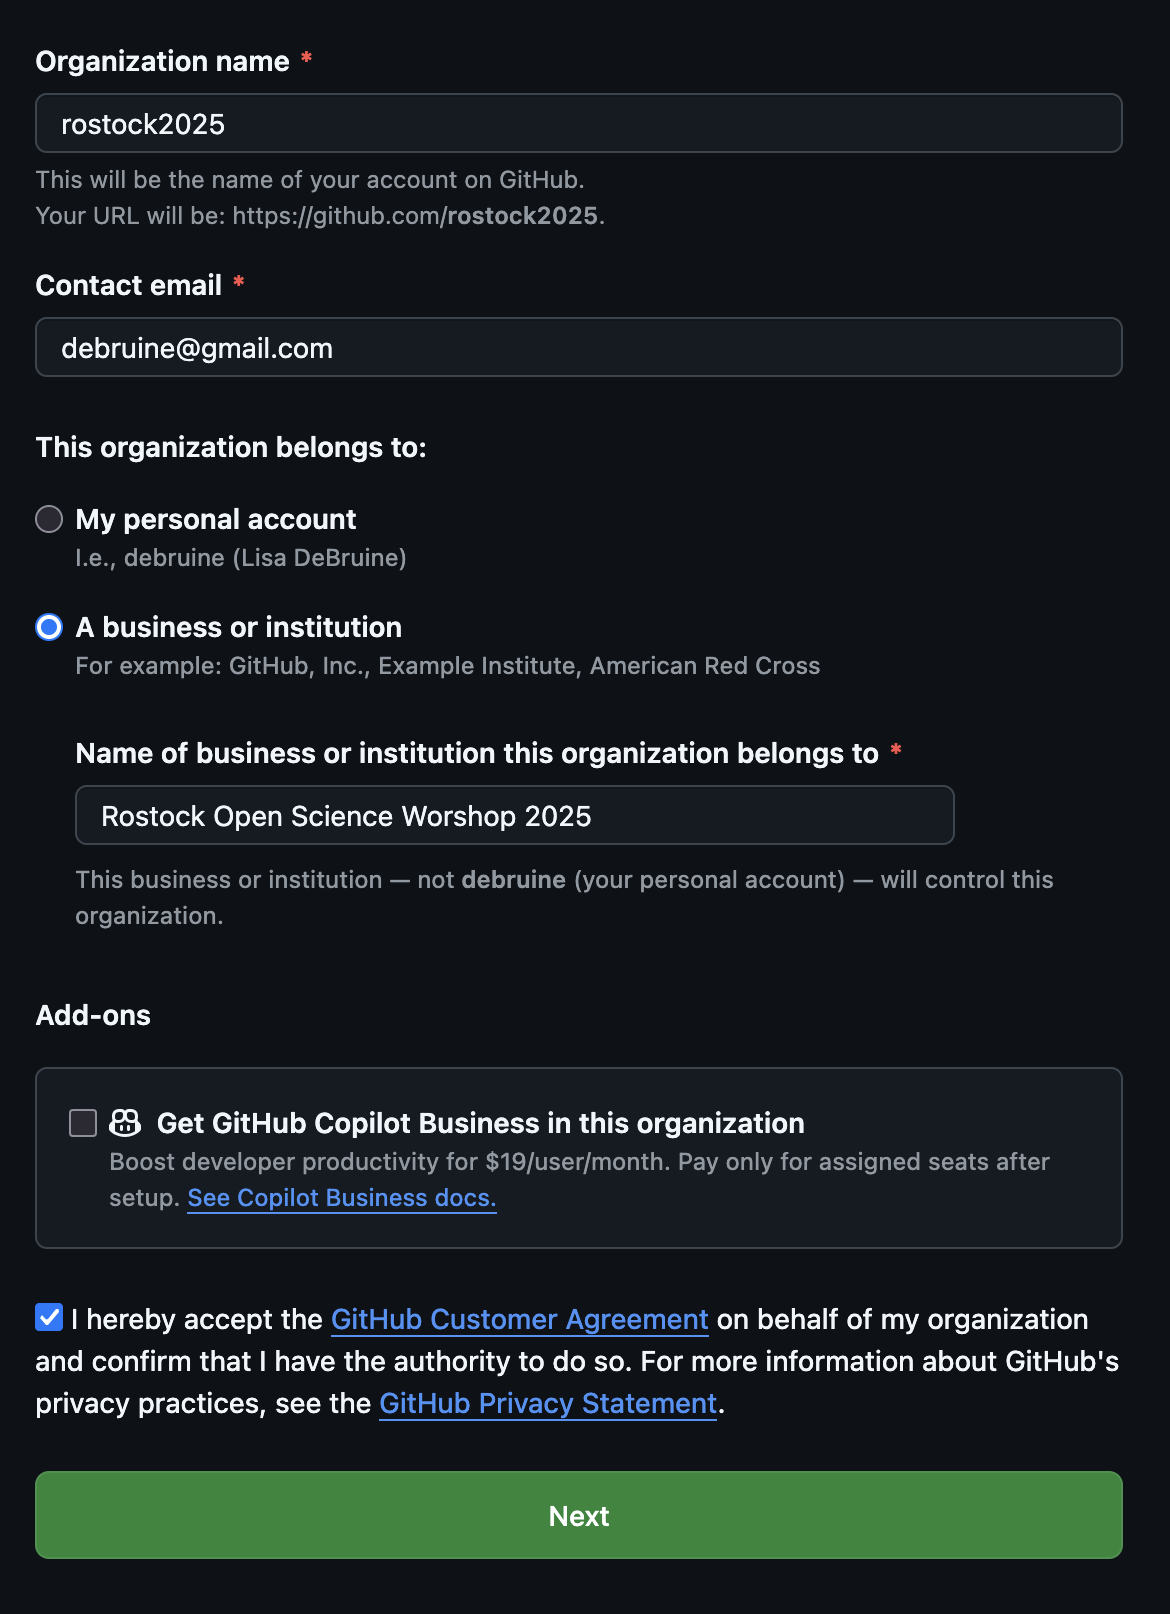 Organization name *
rostock2025
This will be the name of your account on GitHub.
Your URL will be: https://github.com/rostock2025.
Contact email *
debruine@gmail.com
This organization belongs to:
My personal account
I.e., debruine (Lisa DeBruine)
A business or institution
For example: GitHub, Inc., Example Institute, American Red Cross
Name of business or institution this organization belongs to *
Rostock Open Science Worshop 2025
This business or institution — not debruine (your personal account) — will control this
organization.
Add-ons
Get GitHub Copilot Business in this organization
Boost developer productivity for $19/user/month. Pay only for assigned seats after
setup. See Copilot Business docs.
I hereby accept the GitHub Customer Agreement on behalf of my organization
and confirm that I have the authority to do so. For more information about GitHub's
privacy practices, see the GitHub Privacy Statement.
Next